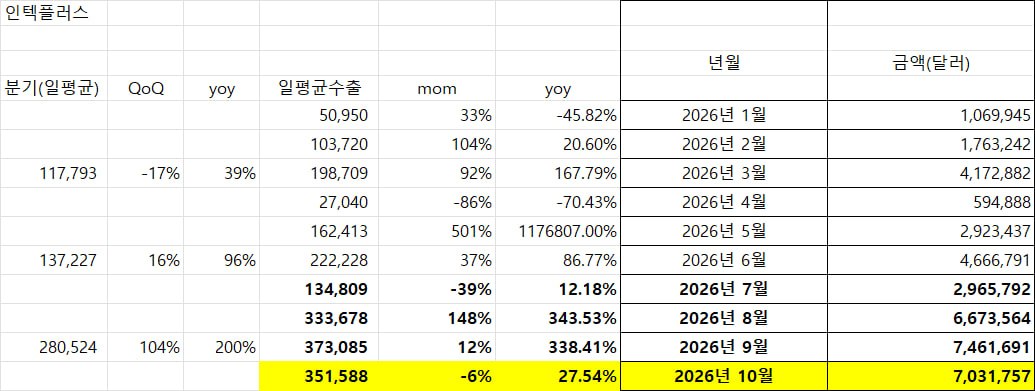 인텍플러스
년월 금액(달러)
분기(일평균) QoQ yoy 일평균수출 mom yoy
50,950 33% -45.82% 2026년 1월 1,069,945
103,720 104% 20.60% 2026년 2월 1,763,242
117,793 -17% 39% 198,709 92% 167.79% 2026년 3월 4,172,882
27,040 -86% -70.43% 2026년 4월 594,888
162,413 501% 1176807.00% 2026년 5월 2,923,437
137,227 16% 96% 222,228 37% 86.77% 2026년 6월 4,666,791
134,809 -39% 12.18% 2026년 7월 2,965,792
333,678 148% 343.53% 2026년 8월 6,673,564
280,524 104% 200% 373,085 12% 338.41% 2026년 9월 7,461,691
351,588 -6% 27.54% 2026년 10월 7,031,757